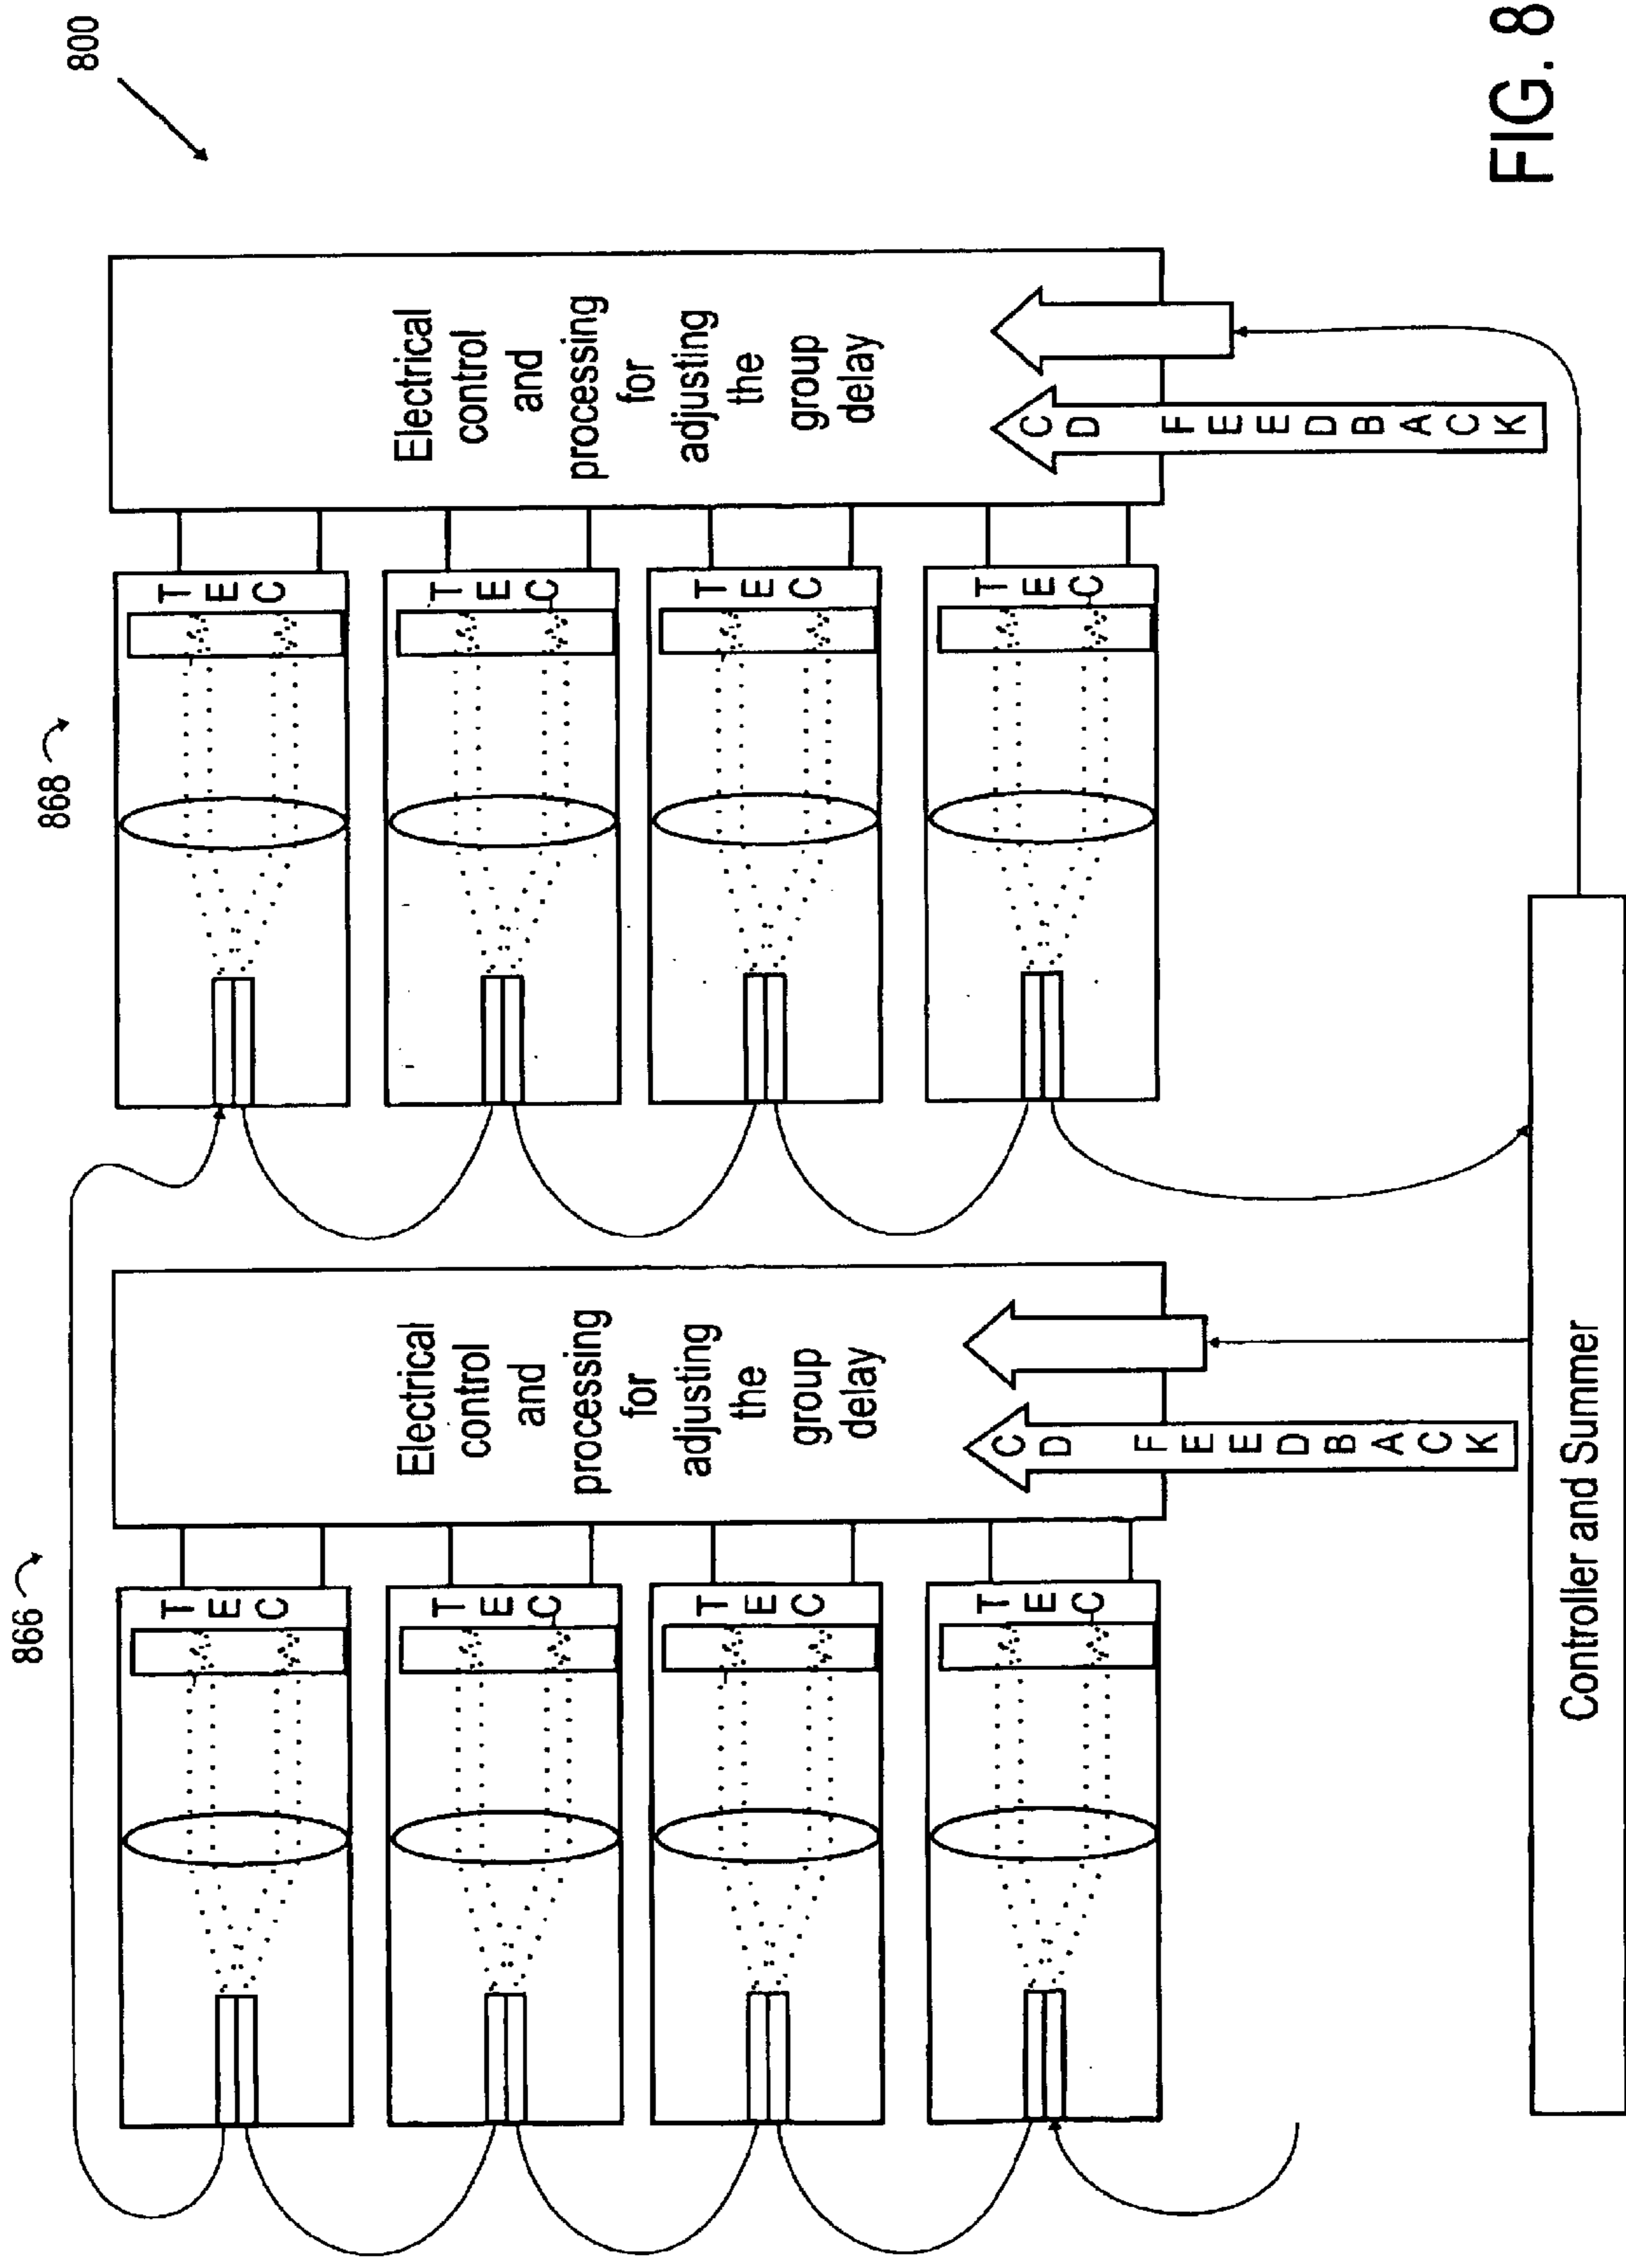 800
866
868
T
E
C
T
E
C
T
E
C
T
E
C
Electrical
control
and
processing
for
adjusting
the
group
delay
CD FEEDBACK
T
E
C
T
E
C
T
E
C
T
E
C
Electrical
control
and
processing
for
adjusting
the
group
delay
CD FEEDBACK
Controller and Summer
FIG. 8